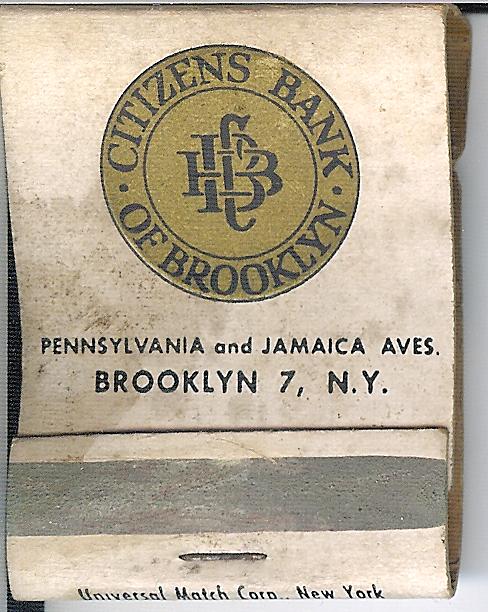 CITIZENS BANK
· OF BROOKLYN ·
PENNSYLVANIA and JAMAICA AVES.
BROOKLYN 7, N.Y.
Universal Match Corp., New York